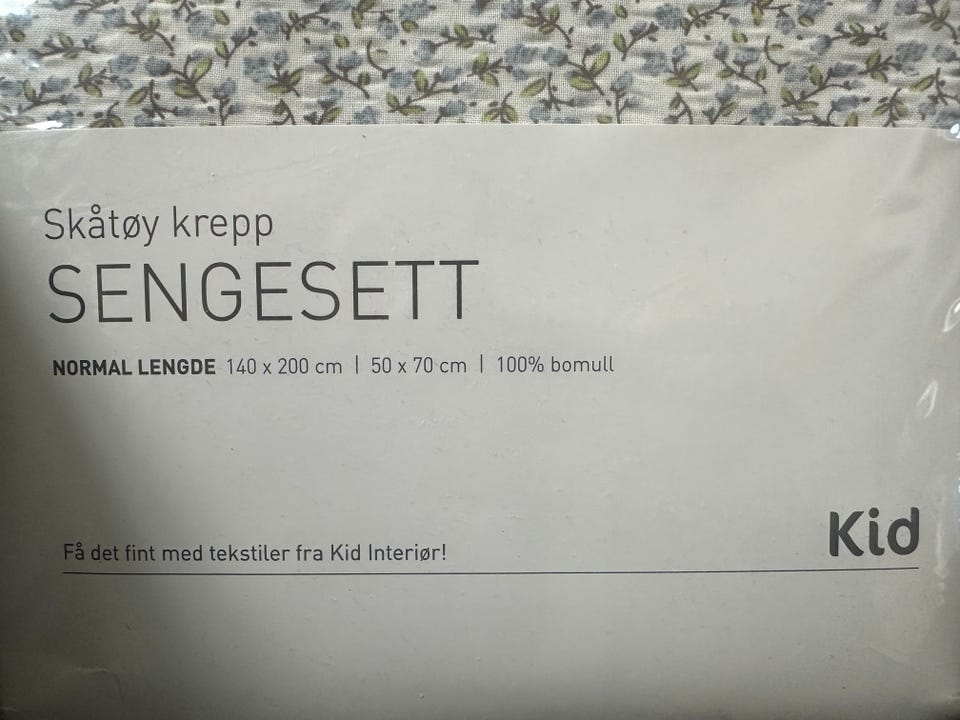 Skåtøy krepp
SENGESETT
NORMAL LENGDE 140 x 200 cm | 50 x 70 cm | 100% bomull
Kid
Få det fint med tekstiler fra Kid Interiør!